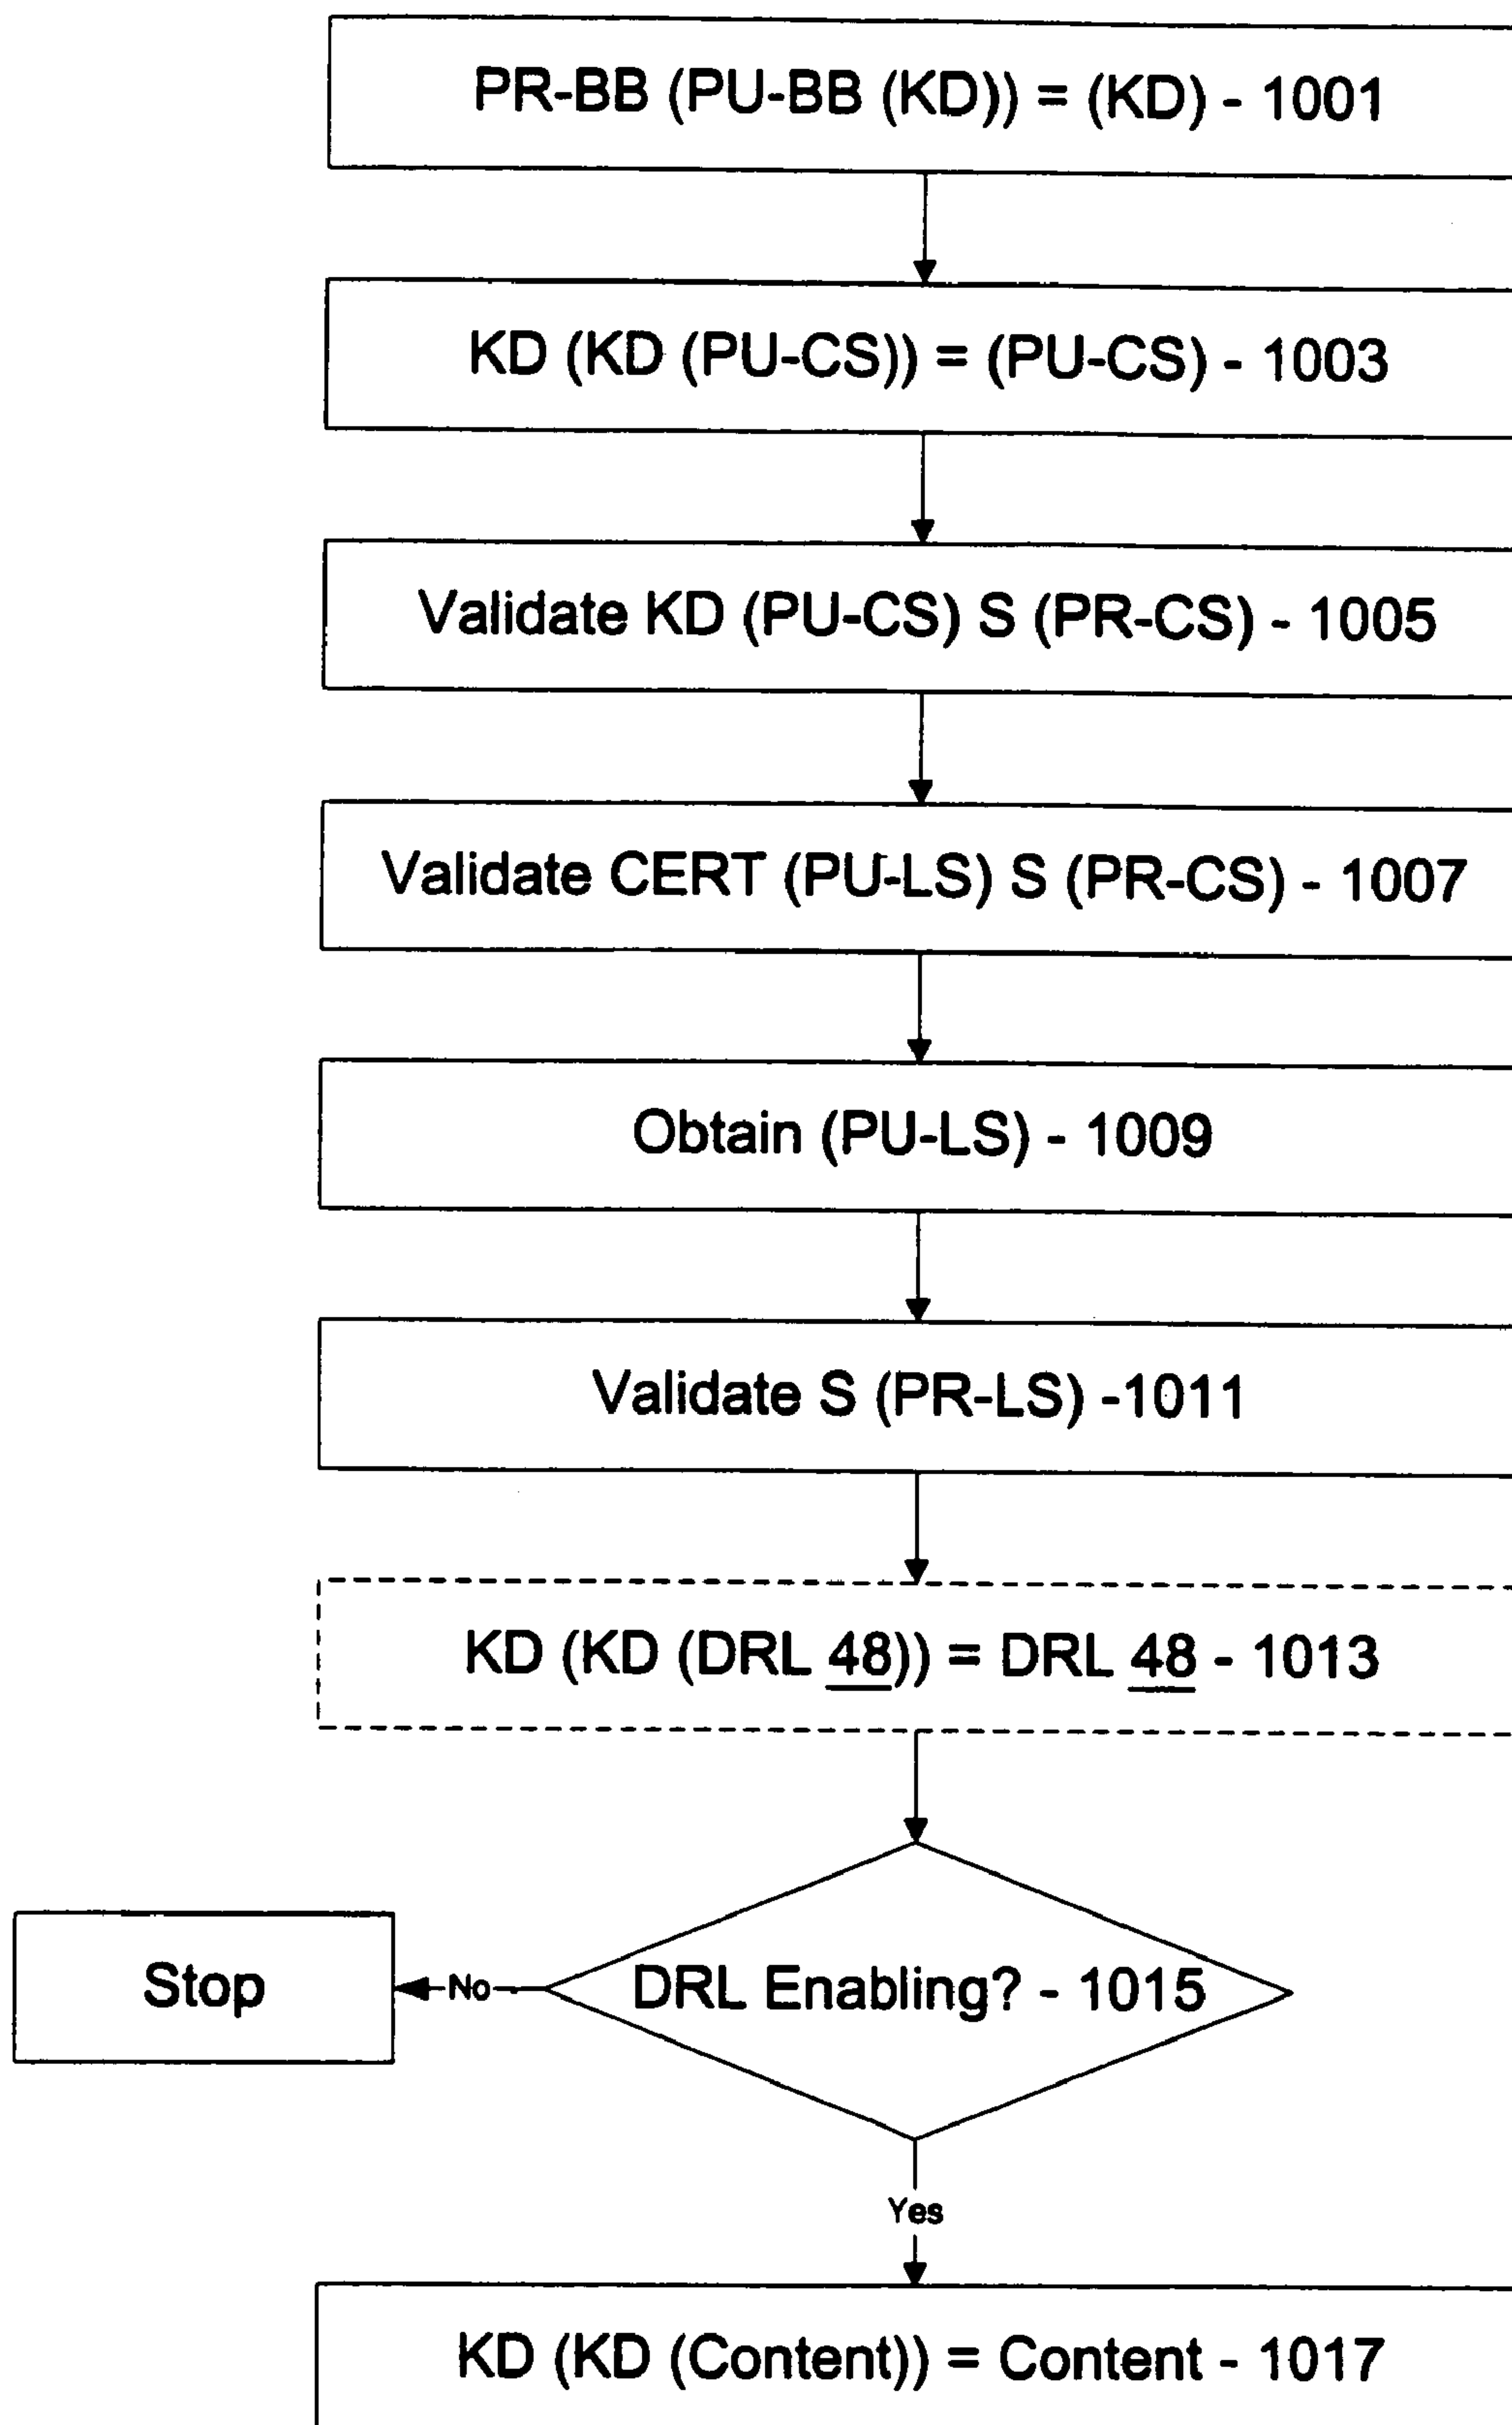 PR-BB (PU-BB (KD)) = (KD) - 1001
KD (KD (PU-CS)) = (PU-CS) - 1003
Validate KD (PU-CS) S (PR-CS) - 1005
Validate CERT (PU-LS) S (PR-CS) - 1007
Obtain (PU-LS) - 1009
Validate S (PR-LS) -1011
KD (KD (DRL 48)) = DRL 48 - 1013
DRL Enabling? - 1015
No
Stop
Yes
KD (KD (Content)) = Content - 1017